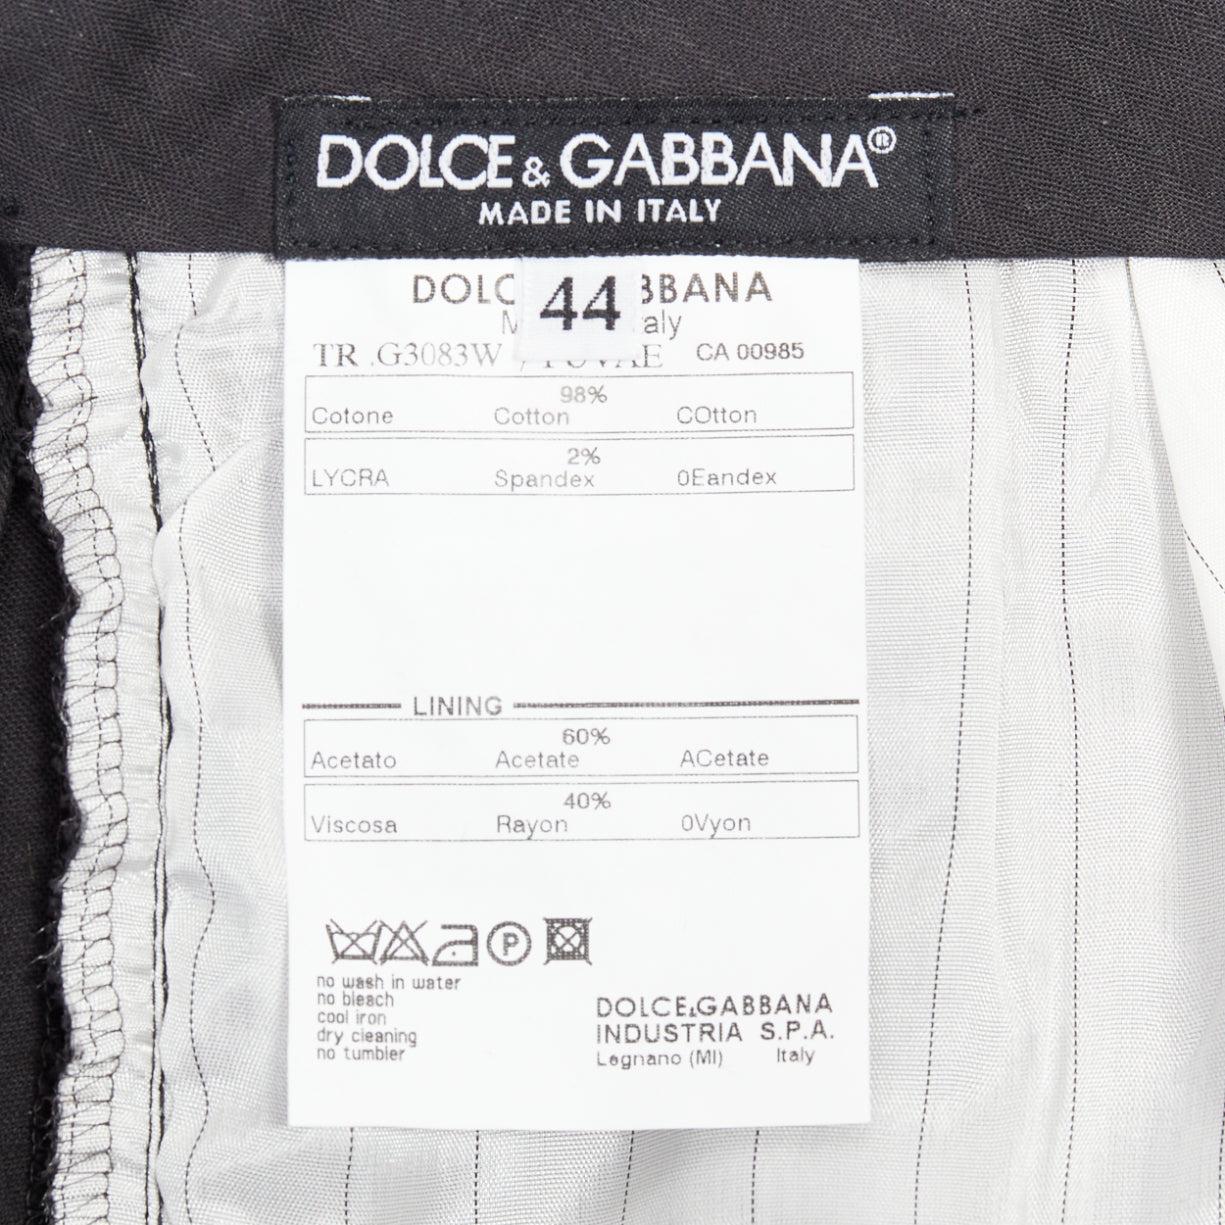 DOLCE & GABBANA®
MADE IN ITALY
44
DOLC BBANA
M aly
TR .G3083W / CA 00985
98%
Cotone Cotton COtton
2%
LYCRA Spandex 0Eandex
LINING
60%
Acetato Acetate ACetate
40%
Viscosa Rayon 0Vyon
P
no wash in water
no bleach
cool iron
dry cleaning
no tumbler
DOLCE&GABBANA
INDUSTRIA S.P.A.
Legnano (MI) Italy